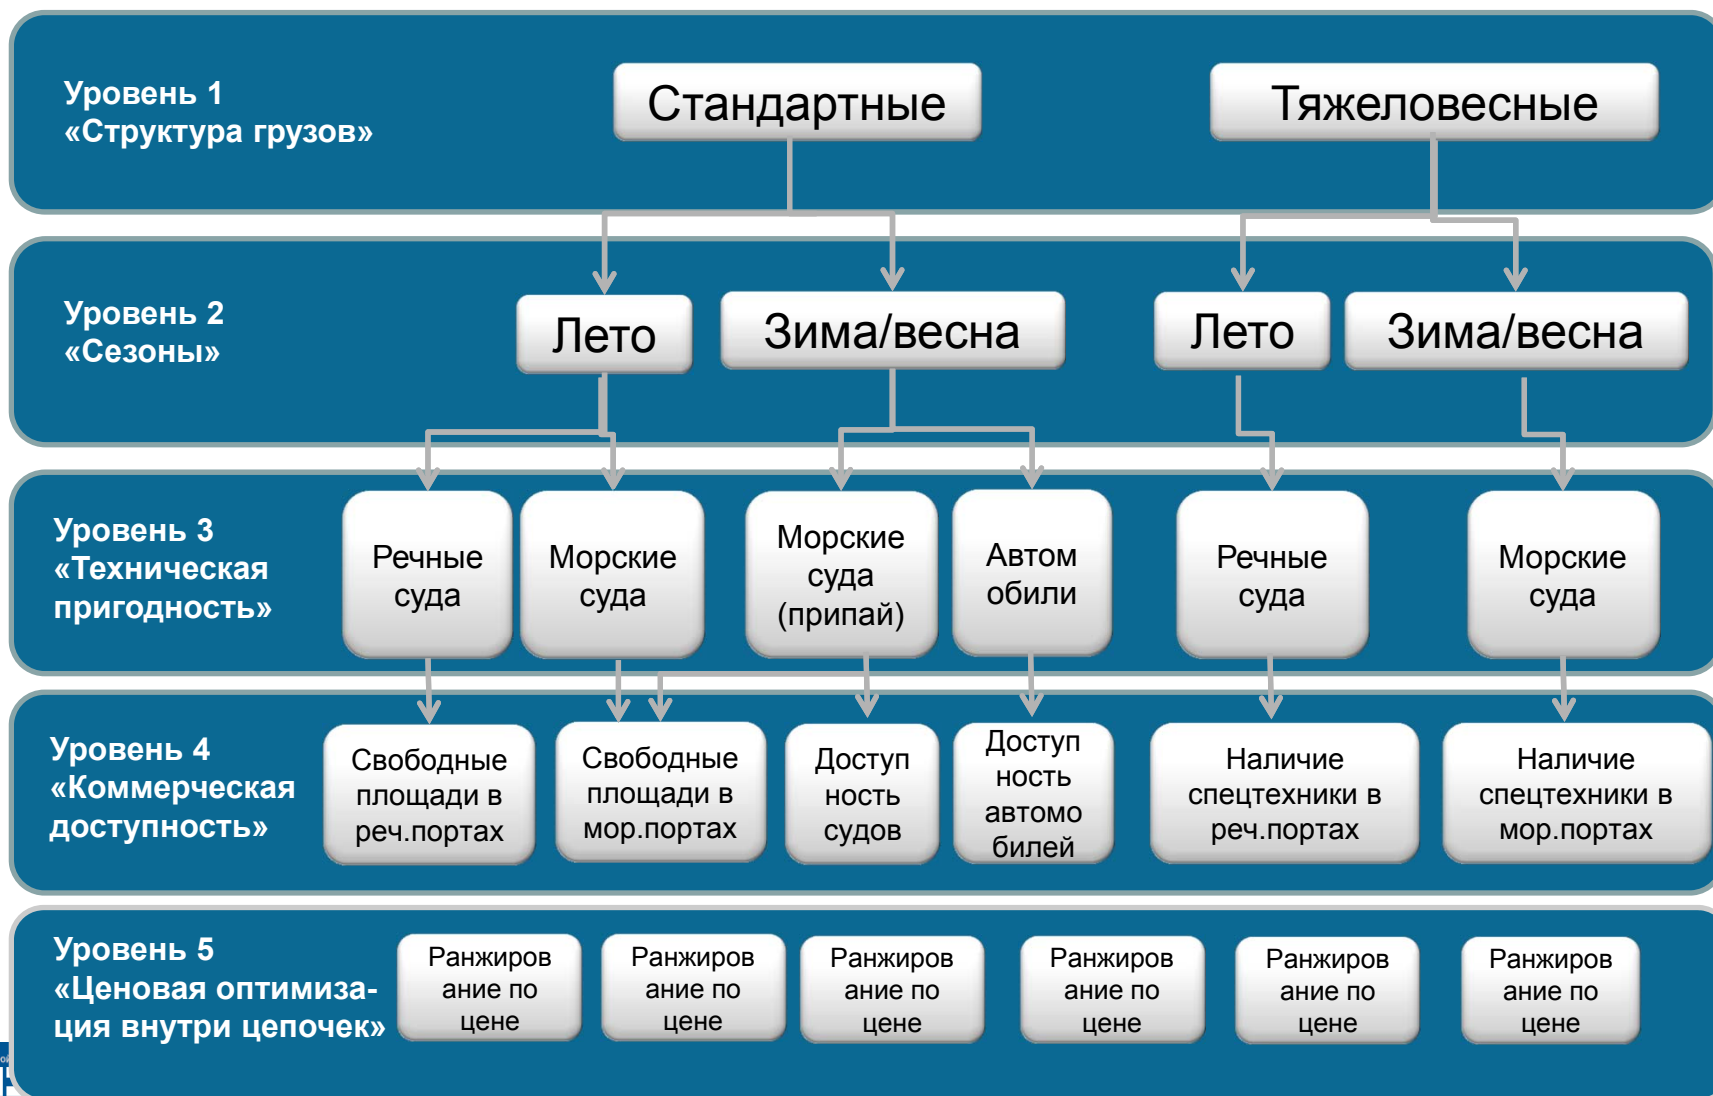 Уровень 1
«Структура грузов»
Стандартные
Тяжеловесные
Уровень 2
«Сезоны»
Лето
Зима/весна
Лето
Зима/весна
Уровень 3
«Техническая
пригодность»
Речные
суда
Морские
суда
Морские
суда
(припай)
Автом
обили
Речные
суда
Морские
суда
Уровень 4
«Коммерческая
доступность»
Свободные
площади в
реч.портах
Свободные
площади в
мор.портах
Доступ
ность
судов
Доступ
ность
автомо
билей
Наличие
спецтехники в
реч.портах
Наличие
спецтехники в
мор.портах
Уровень 5
«Ценовая оптимиза-
ция внутри цепочек»
Ранжиров
ание по
цене
Ранжиров
ание по
цене
Ранжиров
ание по
цене
Ранжиров
ание по
цене
Ранжиров
ание по
цене
Ранжиров
ание по
цене